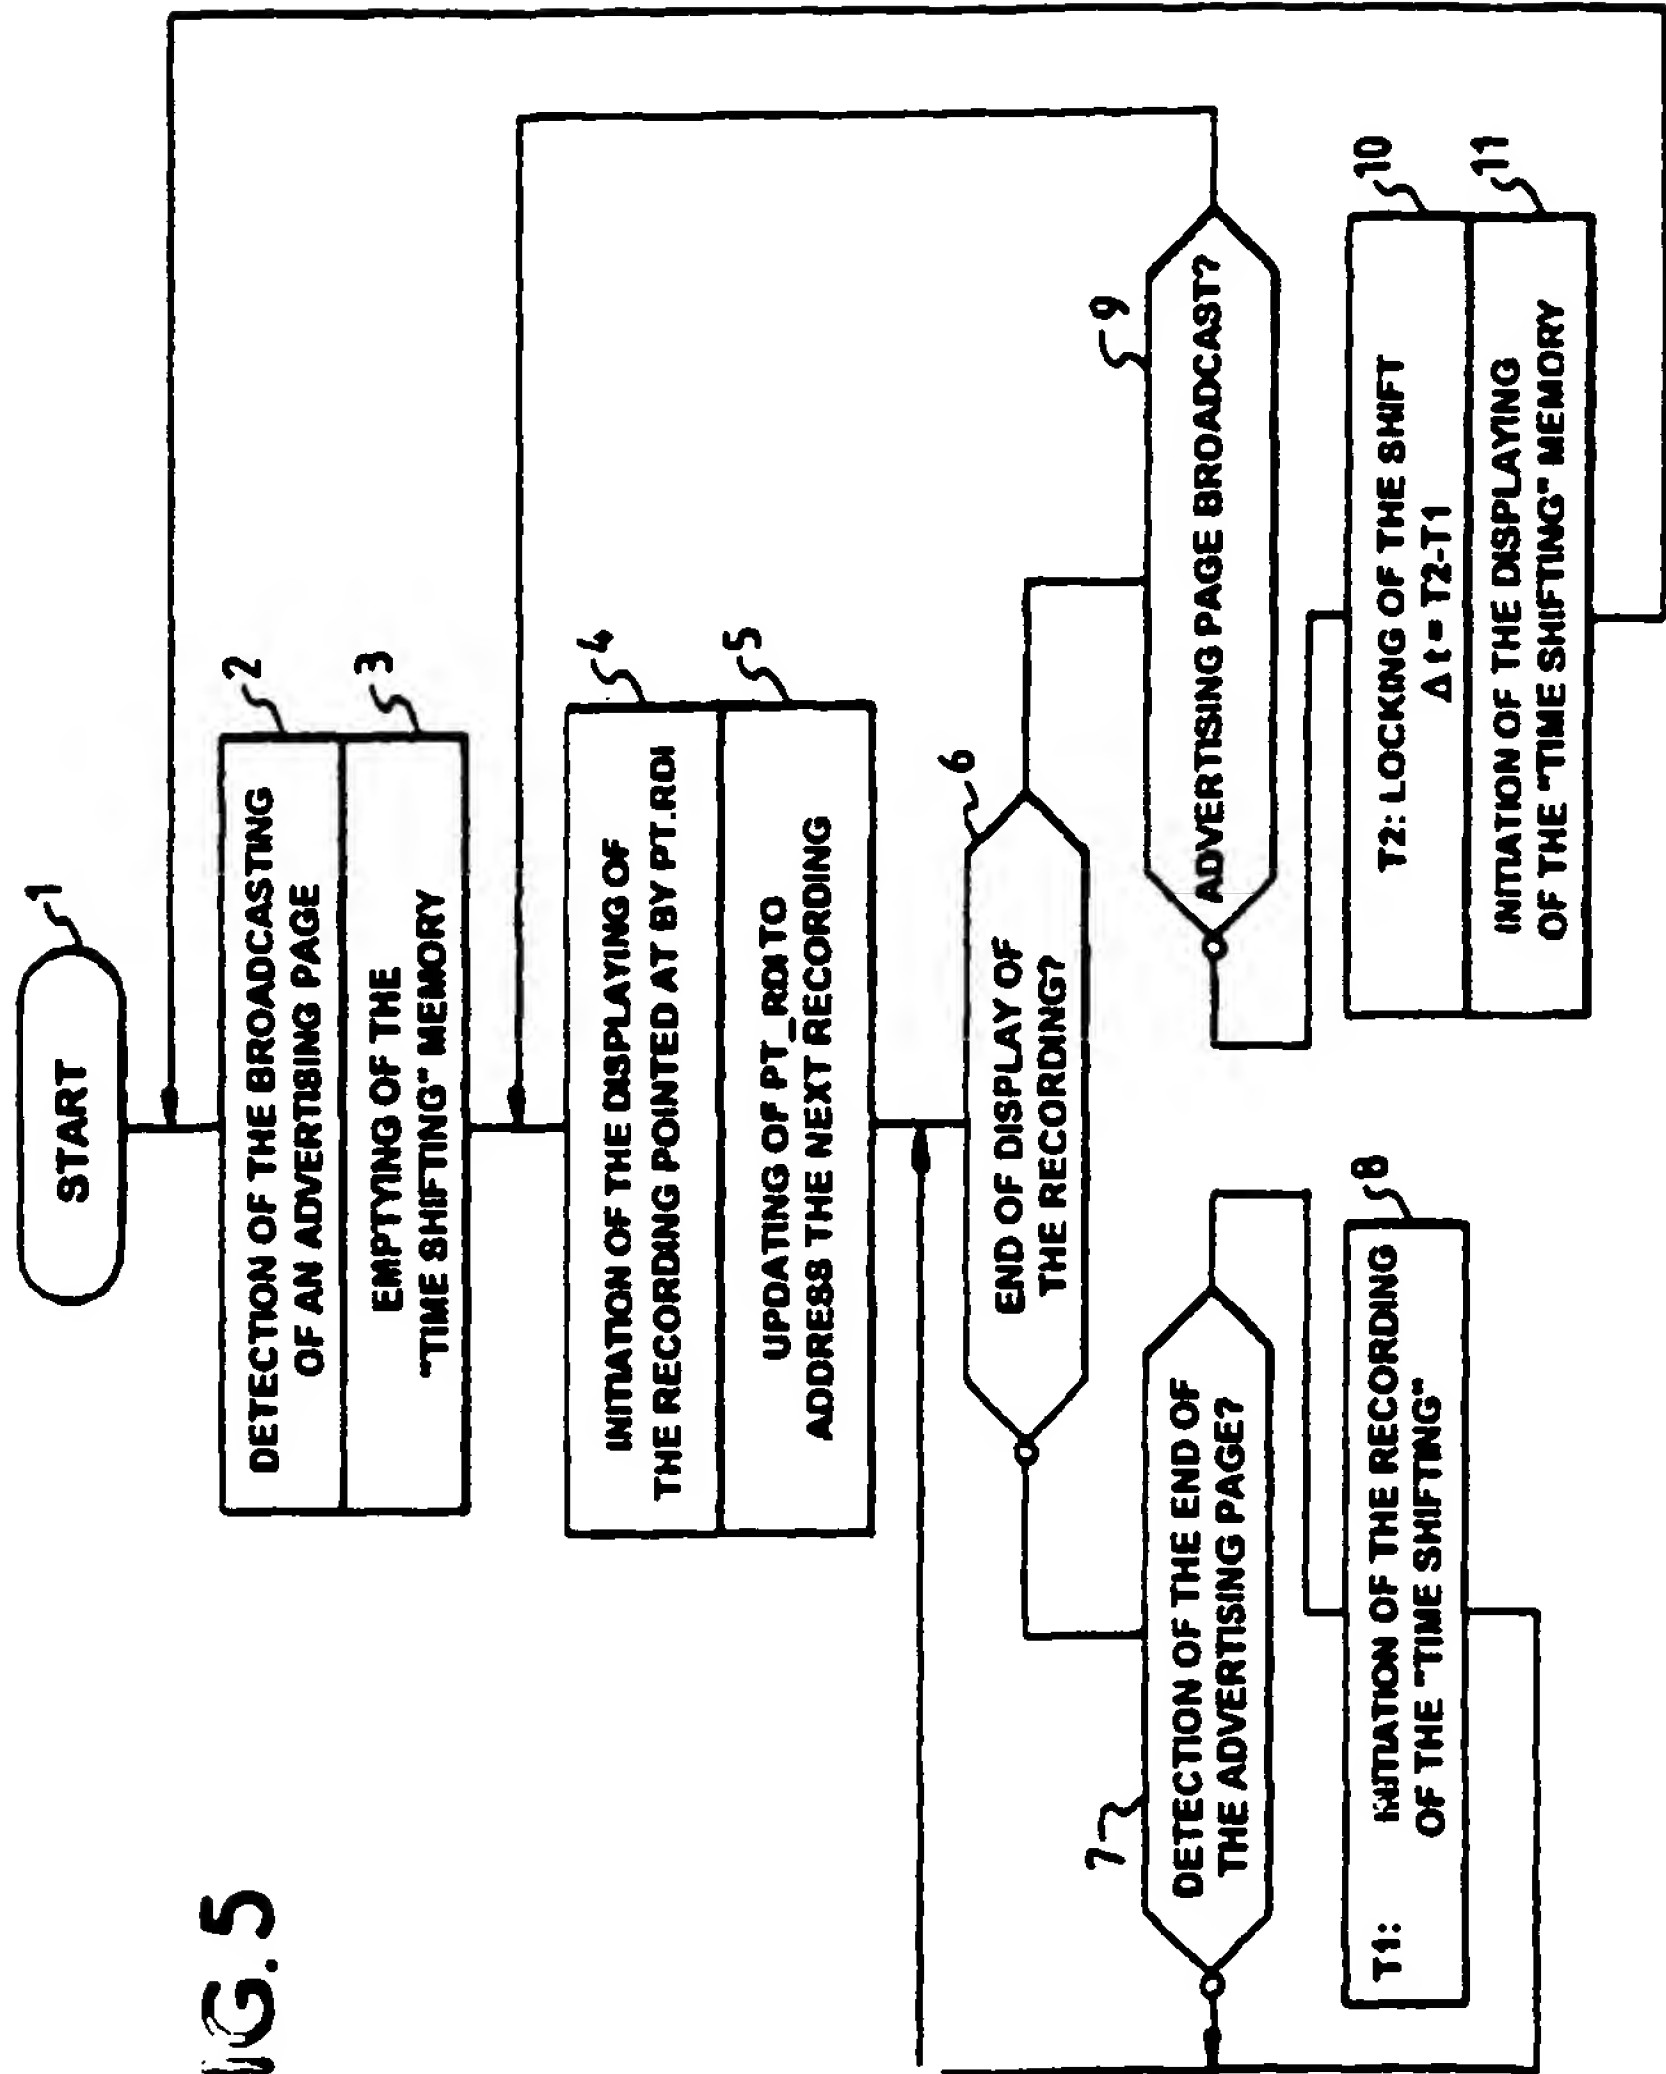 1
START
2
DETECTION OF THE BROADCASTING
OF AN ADVERTISING PAGE
3
EMPTYING OF THE
"TIME SHIFTING" MEMORY
4
INITIATION OF THE DISPLAYING OF
THE RECORDING POINTED AT BY PT.RDI
5
UPDATING OF PT_RDI TO
ADDRESS THE NEXT RECORDING
6
END OF DISPLAY OF
THE RECORDING?
7
DETECTION OF THE END OF
THE ADVERTISING PAGE?
9
ADVERTISING PAGE BROADCAST?
8
T1: INITIATION OF THE RECORDING
OF THE "TIME SHIFTING"
10
T2: LOCKING OF THE SHIFT
Δt = T2-T1
11
INITIATION OF THE DISPLAYING
OF THE "TIME SHIFTING" MEMORY
IG.5